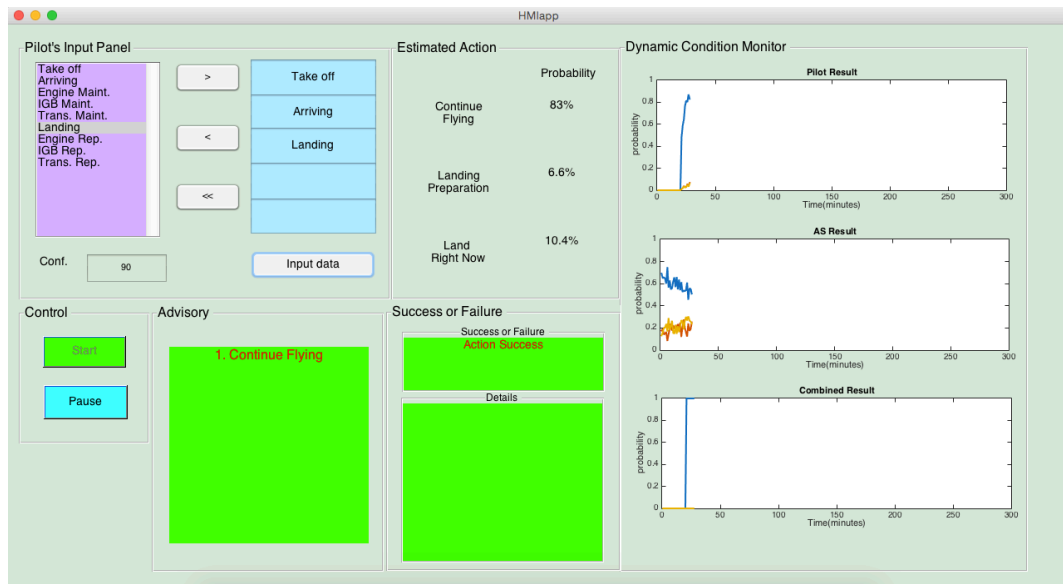 HMIapp
Pilot's Input Panel
Take off
Arriving
Engine Maint.
IGB Maint.
Trans. Maint.
Landing
Engine Rep.
IGB Rep.
Trans. Rep.
>
<
<<
Take off
Arriving
Landing
Conf.
90
Input data
Estimated Action
Probability
Continue
Flying
83%
Landing
Preparation
6.6%
Land
Right Now
10.4%
Control
Start
Pause
Advisory
1. Continue Flying
Success or Failure
Success or Failure
Action Success
Details
Dynamic Condition Monitor
Pilot Result
probability
1
0.8
0.6
0.4
0.2
0
0 50 100 150 200 250 300
Time(minutes)
AS Result
probability
1
0.8
0.6
0.4
0.2
0
0 50 100 150 200 250 300
Time(minutes)
Combined Result
probability
1
0.8
0.6
0.4
0.2
0
0 50 100 150 200 250 300
Time(minutes)